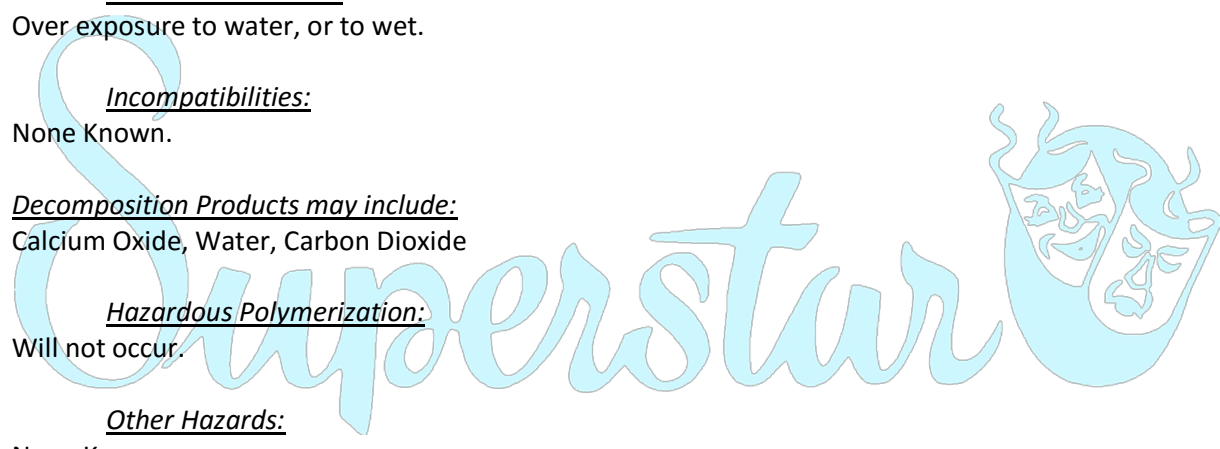 Over exposure to water, or to wet.
Incompatibilities:
None Known.
Decomposition Products may include:
Calcium Oxide, Water, Carbon Dioxide
Hazardous Polymerization:
Will not occur.
Other Hazards:
Superstar